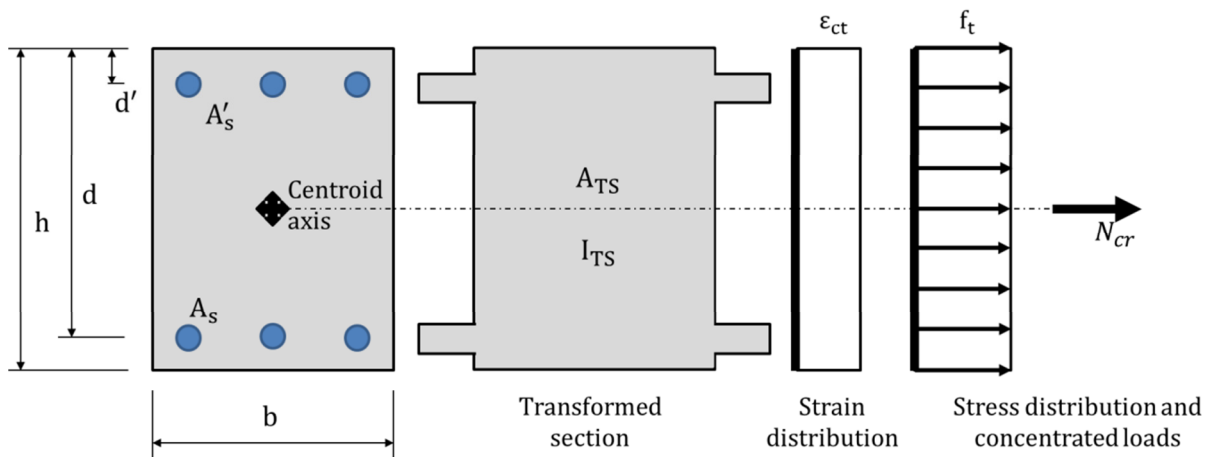 ε_ct
f_t
d′
A′_s
Centroid
axis
A_TS
d
h
I_TS
N_cr
A_s
b
Transformed
section
Strain
distribution
Stress distribution and
concentrated loads